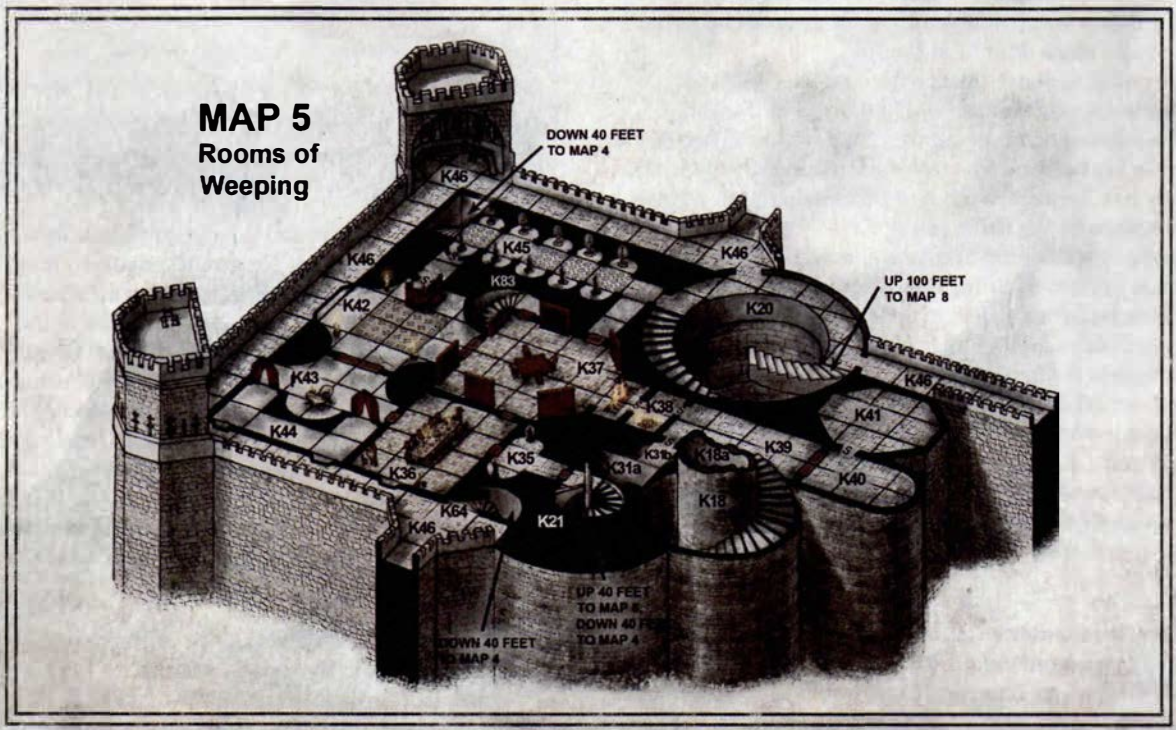 MAP 5
Rooms of
Weeping
DOWN 40 FEET
TO MAP 4
K46
K45
K46
K46
K83
UP 100 FEET
TO MAP 8
K42
K20
K37
K46
K43
K38
K41
K44
K39
K35
K31b
K18a
K36
K31a
K40
K18
K64
K21
K46
UP 40 FEET
TO MAP
DOWN 40
TO MAP 4
DOWN 40 FEET
TO MAP 4